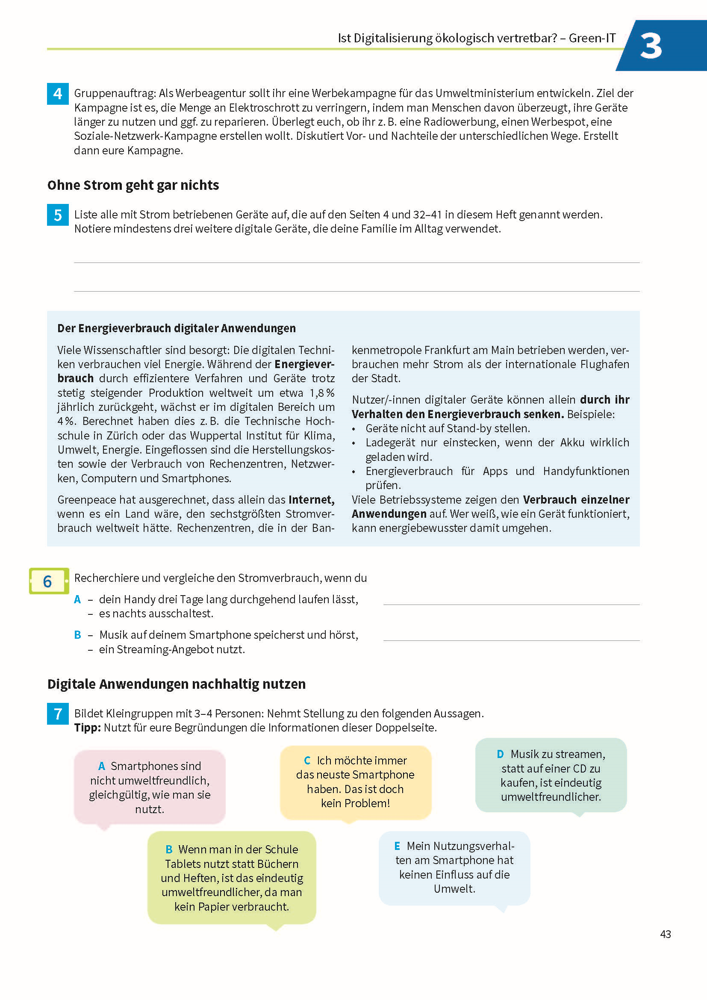 Ist Digitalisierung ökologisch vertretbar? – Green-IT
3
4 Gruppenauftrag: Als Werbeagentur sollt ihr eine Werbekampagne für das Umweltministerium entwickeln. Ziel der
Kampagne ist es, die Menge an Elektroschrott zu verringern, indem man Menschen davon überzeugt, ihre Geräte
länger zu nutzen und ggf. zu reparieren. Überlegt euch, ob ihr z. B. eine Radiowerbung, einen Werbespot, eine
Soziale-Netzwerk-Kampagne erstellen wollt. Diskutiert Vor- und Nachteile der unterschiedlichen Wege. Erstellt
dann eure Kampagne.
Ohne Strom geht gar nichts
5 Liste alle mit Strom betriebenen Geräte auf, die auf den Seiten 4 und 32–41 in diesem Heft genannt werden.
Notiere mindestens drei weitere digitale Geräte, die deine Familie im Alltag verwendet.
Der Energieverbrauch digitaler Anwendungen
Viele Wissenschaftler sind besorgt: Die digitalen Techni-
ken verbrauchen viel Energie. Während der Energiever-
brauch durch effizientere Verfahren und Geräte trotz
stetig steigender Produktion weltweit um etwa 1,8 %
jährlich zurückgeht, wächst er im digitalen Bereich um
4 %. Berechnet haben dies z. B. die Technische Hoch-
schule in Zürich oder das Wuppertal Institut für Klima,
Umwelt, Energie. Eingeflossen sind die Herstellungskos-
ten sowie der Verbrauch von Rechenzentren, Netzwer-
ken, Computern und Smartphones.
Greenpeace hat ausgerechnet, dass allein das Internet,
wenn es ein Land wäre, den sechstgrößten Stromver-
brauch weltweit hätte. Rechenzentren, die in der Ban-
kenmetropole Frankfurt am Main betrieben werden, ver-
brauchen mehr Strom als der internationale Flughafen
der Stadt.
Nutzer/-innen digitaler Geräte können allein durch ihr
Verhalten den Energieverbrauch senken. Beispiele:
• Geräte nicht auf Stand-by stellen.
• Ladegerät nur einstecken, wenn der Akku wirklich
geladen wird.
• Energieverbrauch für Apps und Handyfunktionen
prüfen.
Viele Betriebssysteme zeigen den Verbrauch einzelner
Anwendungen auf. Wer weiß, wie ein Gerät funktioniert,
kann energiebewusster damit umgehen.
6 Recherchiere und vergleiche den Stromverbrauch, wenn du
A – dein Handy drei Tage lang durchgehend laufen lässt,
– es nachts ausschaltest.
B – Musik auf deinem Smartphone speicherst und hörst,
– ein Streaming-Angebot nutzt.
Digitale Anwendungen nachhaltig nutzen
7 Bildet Kleingruppen mit 3–4 Personen: Nehmt Stellung zu den folgenden Aussagen.
Tipp: Nutzt für eure Begründungen die Informationen dieser Doppelseite.
A Smartphones sind
nicht umweltfreundlich,
gleichgültig, wie man sie
nutzt.
B Wenn man in der Schule
Tablets nutzt statt Büchern
und Heften, ist das eindeutig
umweltfreundlicher, da man
kein Papier verbraucht.
C Ich möchte immer
das neuste Smartphone
haben. Das ist doch
kein Problem!
D Musik zu streamen,
statt auf einer CD zu
kaufen, ist eindeutig
umweltfreundlicher.
E Mein Nutzungsverhal-
ten am Smartphone hat
keinen Einfluss auf die
Umwelt.
43